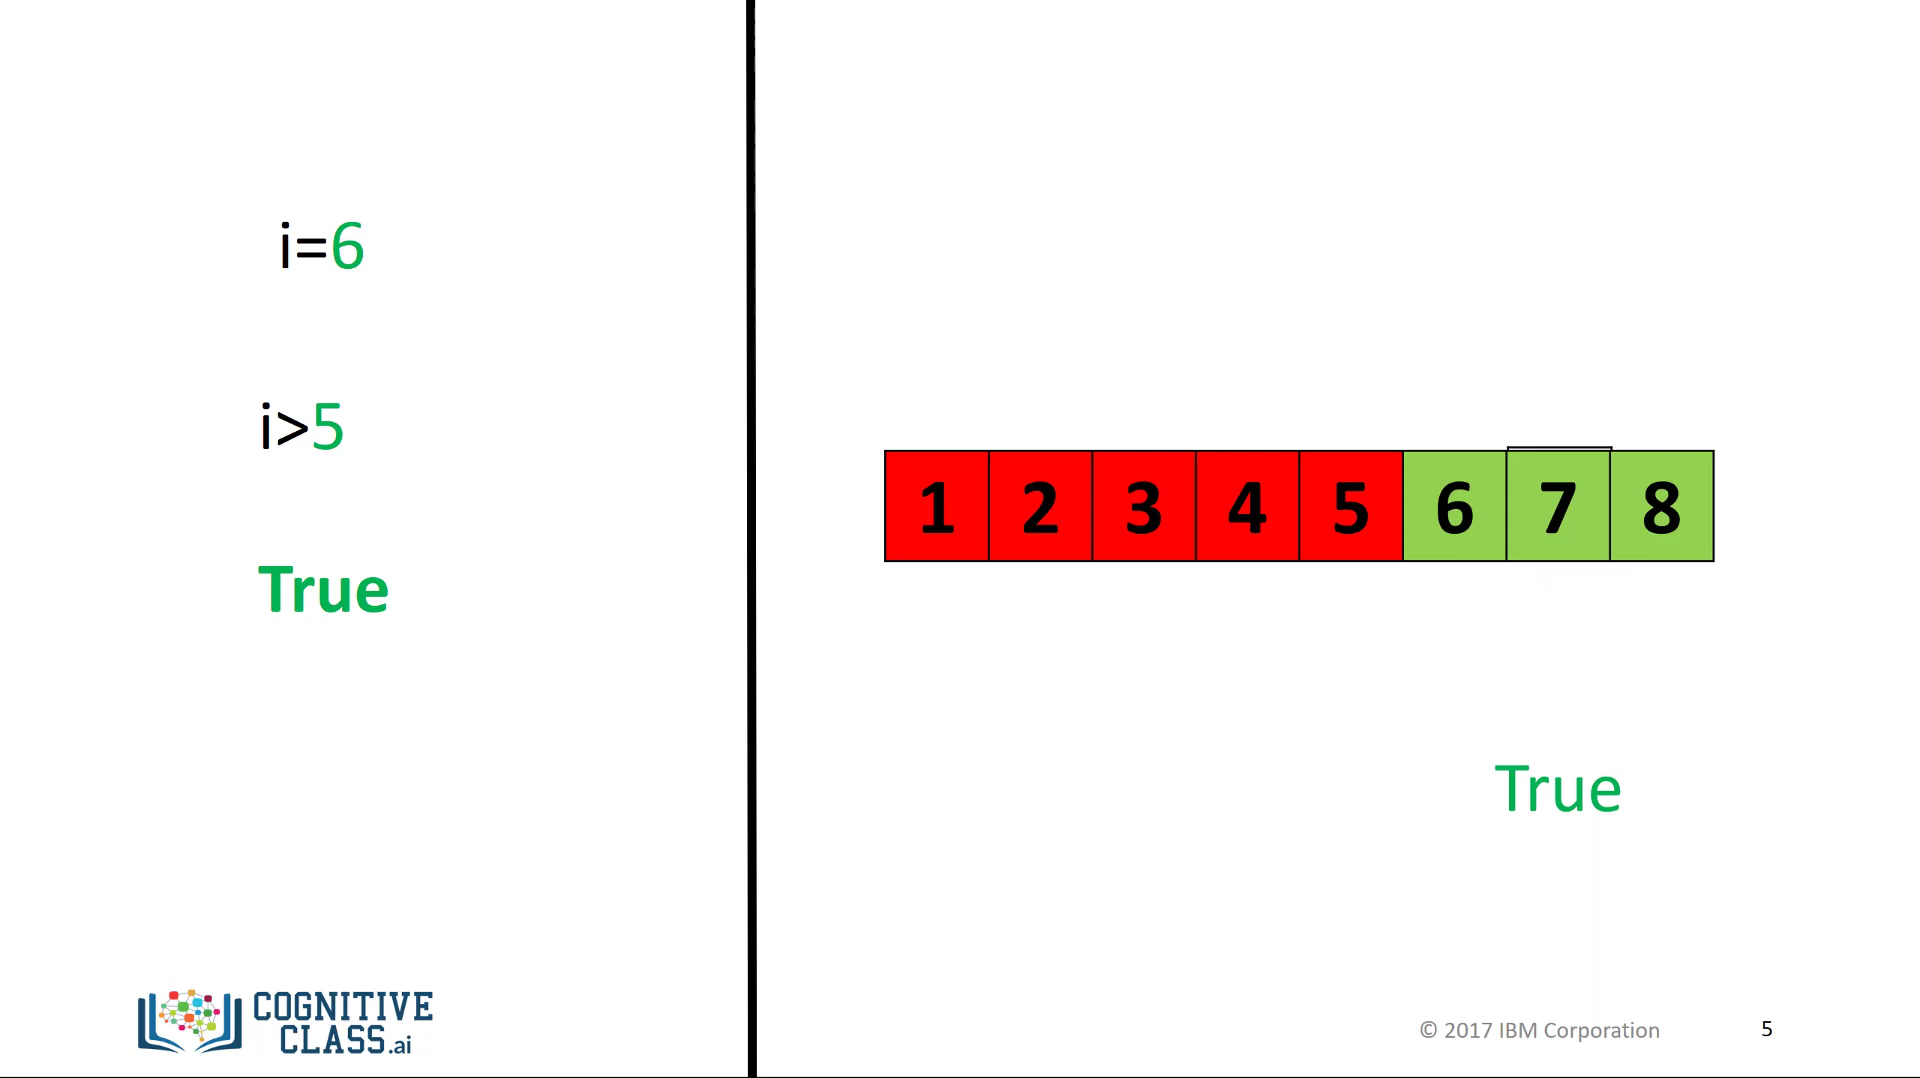 i=6
i>5
True
1 2 3 4 5 6 7 8
True
COGNITIVE
CLASS.ai
© 2017 IBM Corporation
5